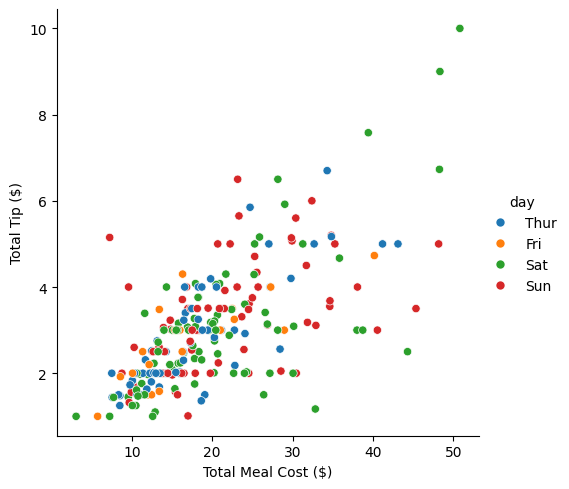 10
8
6
4
2
Total Tip ($)
10
20
30
40
50
Total Meal Cost ($)
day
Thur
Fri
Sat
Sun